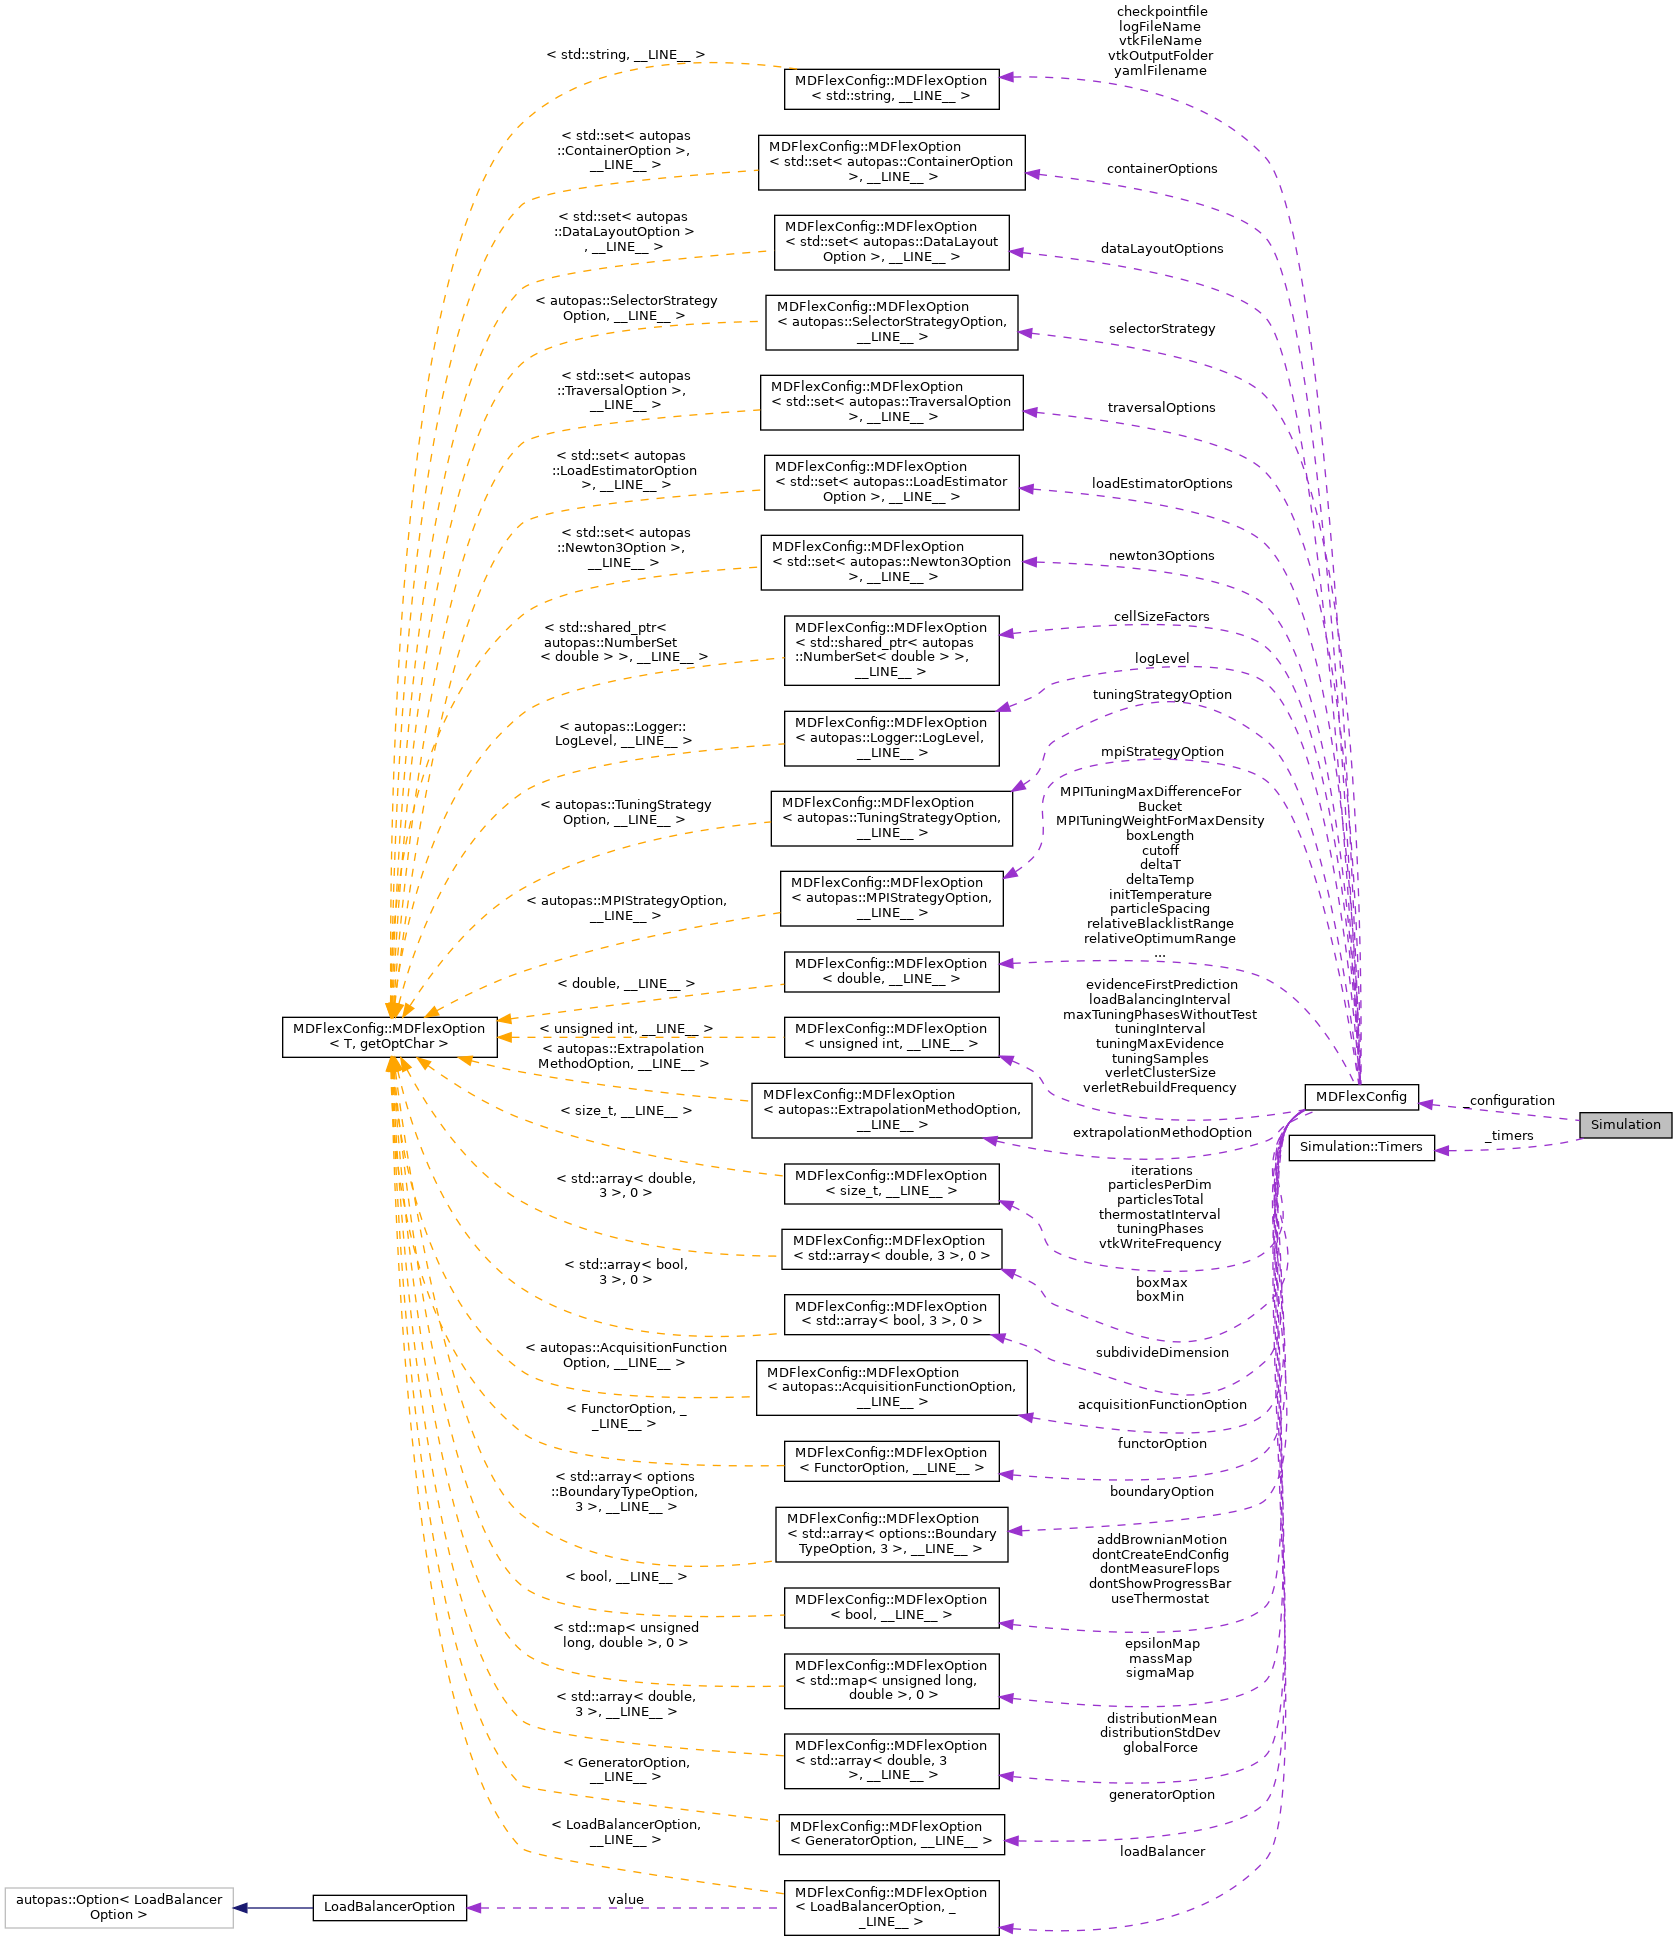 checkpointfile
logFileName
vtkFileName
vtkOutputFolder
yamlFilename
< std::string, __LINE__ >
MDFlexConfig::MDFlexOption
< std::string, __LINE__ >
< std::set< autopas
::ContainerOption >,
__LINE__ >
MDFlexConfig::MDFlexOption
< std::set< autopas::ContainerOption
>, __LINE__ >
containerOptions
< std::set< autopas
::DataLayoutOption >
, __LINE__ >
MDFlexConfig::MDFlexOption
< std::set< autopas::DataLayout
Option >, __LINE__ >
dataLayoutOptions
< autopas::SelectorStrategy
Option, __LINE__ >
MDFlexConfig::MDFlexOption
< autopas::SelectorStrategyOption,
__LINE__ >
selectorStrategy
< std::set< autopas
::TraversalOption >,
__LINE__ >
MDFlexConfig::MDFlexOption
< std::set< autopas::TraversalOption
>, __LINE__ >
traversalOptions
< std::set< autopas
::LoadEstimatorOption
>, __LINE__ >
MDFlexConfig::MDFlexOption
< std::set< autopas::LoadEstimator
Option >, __LINE__ >
loadEstimatorOptions
< std::set< autopas
::Newton3Option >,
__LINE__ >
MDFlexConfig::MDFlexOption
< std::set< autopas::Newton3Option
>, __LINE__ >
newton3Options
< std::shared_ptr<
autopas::NumberSet
< double > >, __LINE__ >
MDFlexConfig::MDFlexOption
< std::shared_ptr< autopas
::NumberSet< double > >,
__LINE__ >
cellSizeFactors
< autopas::Logger::
LogLevel, __LINE__ >
MDFlexConfig::MDFlexOption
< autopas::Logger::LogLevel,
__LINE__ >
logLevel
< autopas::TuningStrategy
Option, __LINE__ >
MDFlexConfig::MDFlexOption
< autopas::TuningStrategyOption,
__LINE__ >
tuningStrategyOption
< autopas::MPIStrategyOption,
__LINE__ >
MDFlexConfig::MDFlexOption
< autopas::MPIStrategyOption,
__LINE__ >
mpiStrategyOption
< double, __LINE__ >
MDFlexConfig::MDFlexOption
< double, __LINE__ >
MPITuningMaxDifferenceFor
Bucket
MPITuningWeightForMaxDensity
boxLength
cutoff
deltaT
deltaTemp
initTemperature
particleSpacing
relativeBlacklistRange
relativeOptimumRange
...
MDFlexConfig::MDFlexOption
< T, getOptChar >
< unsigned int, __LINE__ >
MDFlexConfig::MDFlexOption
< unsigned int, __LINE__ >
evidenceFirstPrediction
loadBalancingInterval
maxTuningPhasesWithoutTest
tuningInterval
tuningMaxEvidence
tuningSamples
verletClusterSize
verletRebuildFrequency
< autopas::Extrapolation
MethodOption, __LINE__ >
MDFlexConfig::MDFlexOption
< autopas::ExtrapolationMethodOption,
__LINE__ >
extrapolationMethodOption
MDFlexConfig
_configuration
Simulation
Simulation::Timers
_timers
< size_t, __LINE__ >
MDFlexConfig::MDFlexOption
< size_t, __LINE__ >
iterations
particlesPerDim
particlesTotal
thermostatInterval
tuningPhases
vtkWriteFrequency
< std::array< double,
3 >, 0 >
MDFlexConfig::MDFlexOption
< std::array< double, 3 >, 0 >
boxMax
boxMin
< std::array< bool,
3 >, 0 >
MDFlexConfig::MDFlexOption
< std::array< bool, 3 >, 0 >
subdivideDimension
< autopas::AcquisitionFunction
Option, __LINE__ >
MDFlexConfig::MDFlexOption
< autopas::AcquisitionFunctionOption,
__LINE__ >
acquisitionFunctionOption
< FunctorOption, _
_LINE__ >
MDFlexConfig::MDFlexOption
< FunctorOption, __LINE__ >
functorOption
< std::array< options
::BoundaryTypeOption,
3 >, __LINE__ >
MDFlexConfig::MDFlexOption
< std::array< options::Boundary
TypeOption, 3 >, __LINE__ >
boundaryOption
< bool, __LINE__ >
MDFlexConfig::MDFlexOption
< bool, __LINE__ >
addBrownianMotion
dontCreateEndConfig
dontMeasureFlops
dontShowProgressBar
useThermostat
< std::map< unsigned
long, double >, 0 >
MDFlexConfig::MDFlexOption
< std::map< unsigned long,
double >, 0 >
epsilonMap
massMap
sigmaMap
< std::array< double,
3 >, __LINE__ >
MDFlexConfig::MDFlexOption
< std::array< double, 3
>, __LINE__ >
distributionMean
distributionStdDev
globalForce
< GeneratorOption,
__LINE__ >
MDFlexConfig::MDFlexOption
< GeneratorOption, __LINE__ >
generatorOption
< LoadBalancerOption,
__LINE__ >
MDFlexConfig::MDFlexOption
< LoadBalancerOption, _
_LINE__ >
loadBalancer
value
LoadBalancerOption
autopas::Option< LoadBalancer
Option >